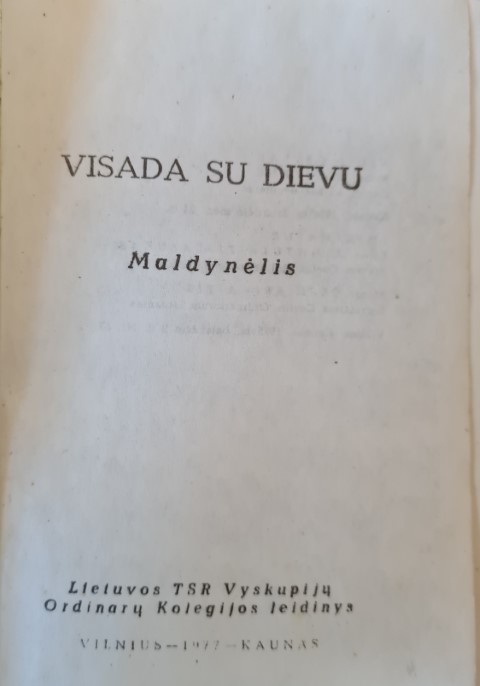 VISADA SU DIEVU
Maldynėlis
Lietuvos TSR Vyskupijų
Ordinarų Kolegijos leidinys
VILNIUS—1977—KAUNAS